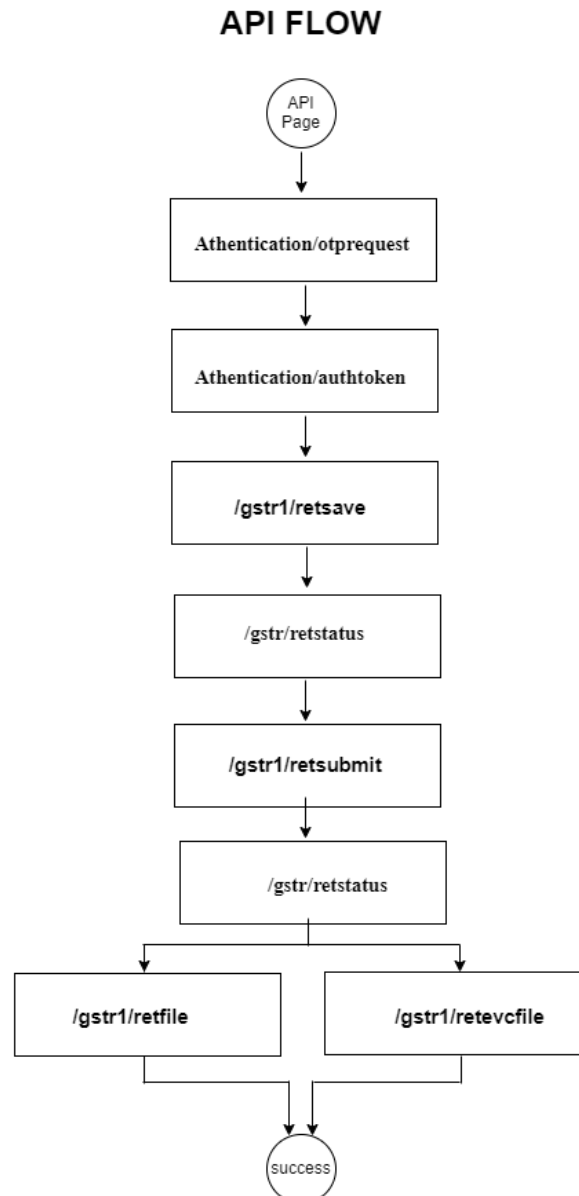 API FLOW
API
Page
Athentication/otprequest
Athentication/authtoken
/gstr1/retsave
/gstr/retstatus
/gstr1/retsubmit
/gstr/retstatus
/gstr1/retfile
/gstr1/retevcfile
success